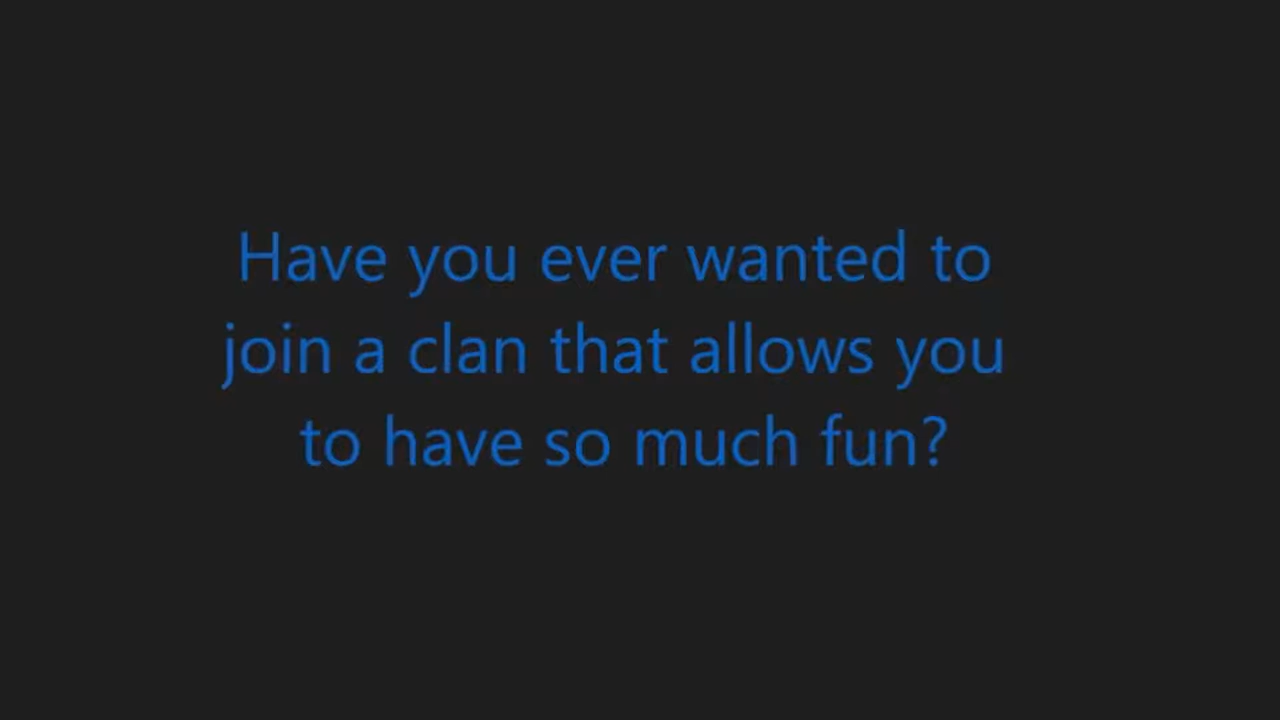 Have you ever wanted to
join a clan that allows you
to have so much fun?